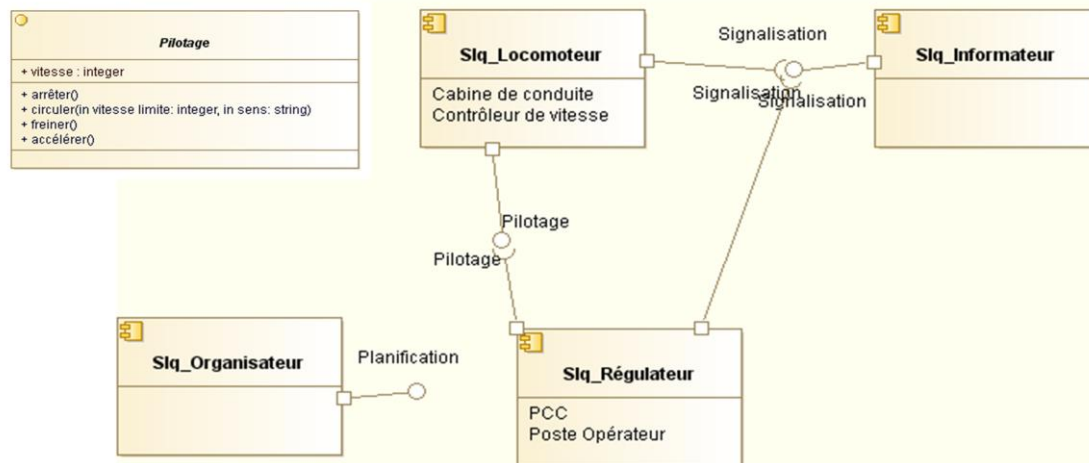 Pilotage
+ vitesse : integer
+ arrêter()
+ circuler(in vitesse limite: integer, in sens: string)
+ freiner()
+ accélérer()
Slq_Locomoteur
Cabine de conduite
Contrôleur de vitesse
Signalisation
Signalisation
Signalisation
Slq_Informateur
Pilotage
Pilotage
Slq_Organisateur
Planification
Slq_Régulateur
PCC
Poste Opérateur